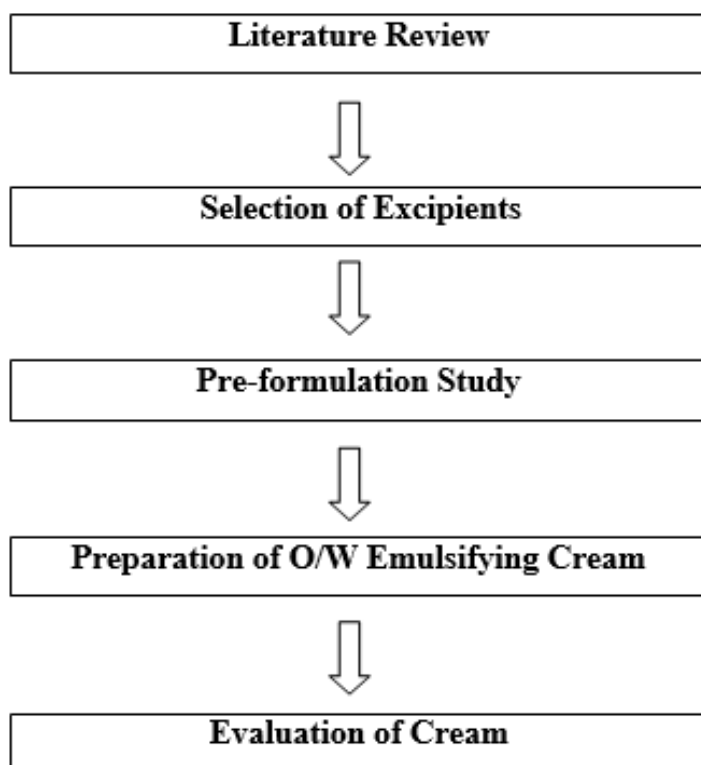 Literature Review
Selection of Excipients
Pre-formulation Study
Preparation of O/W Emulsifying Cream
Evaluation of Cream